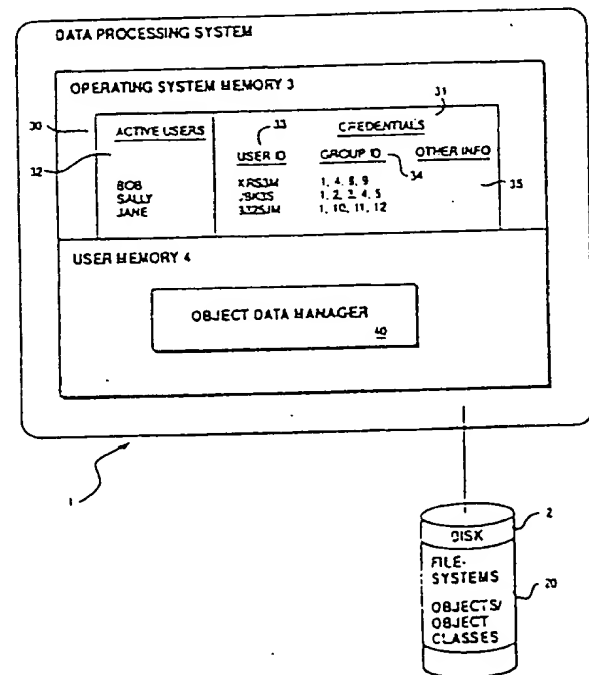 DATA PROCESSING SYSTEM
OPERATING SYSTEM MEMORY 3
31
30
ACTIVE USERS
33
CREDENTIALS
32
USER ID
GROUP ID
OTHER INFO
34
35
BOB
XRS3M
1, 4, 8, 9
SALLY
1, 2, 3, 4, 5
JANE
1, 10, 11, 12
USER MEMORY 4
OBJECT DATA MANAGER
40
1
2
DISK
FILE-
SYSTEMS
20
OBJECTS/
OBJECT
CLASSES